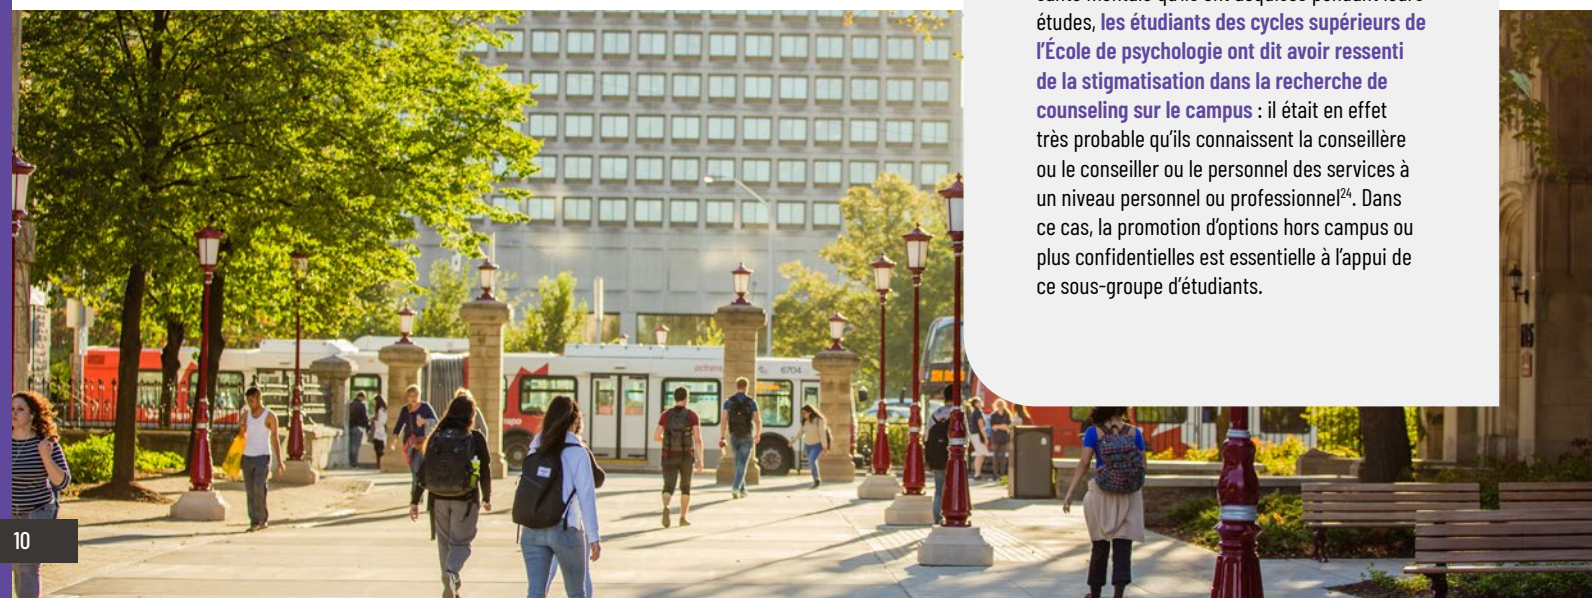 études, les étudiants des cycles supérieurs de
l’École de psychologie ont dit avoir ressenti
de la stigmatisation dans la recherche de
counseling sur le campus : il était en effet
très probable qu’ils connaissent la conseillère
ou le conseiller ou le personnel des services à
un niveau personnel ou professionnel²⁴. Dans
ce cas, la promotion d’options hors campus ou
plus confidentielles est essentielle à l’appui de
ce sous-groupe d’étudiants.
6704
10